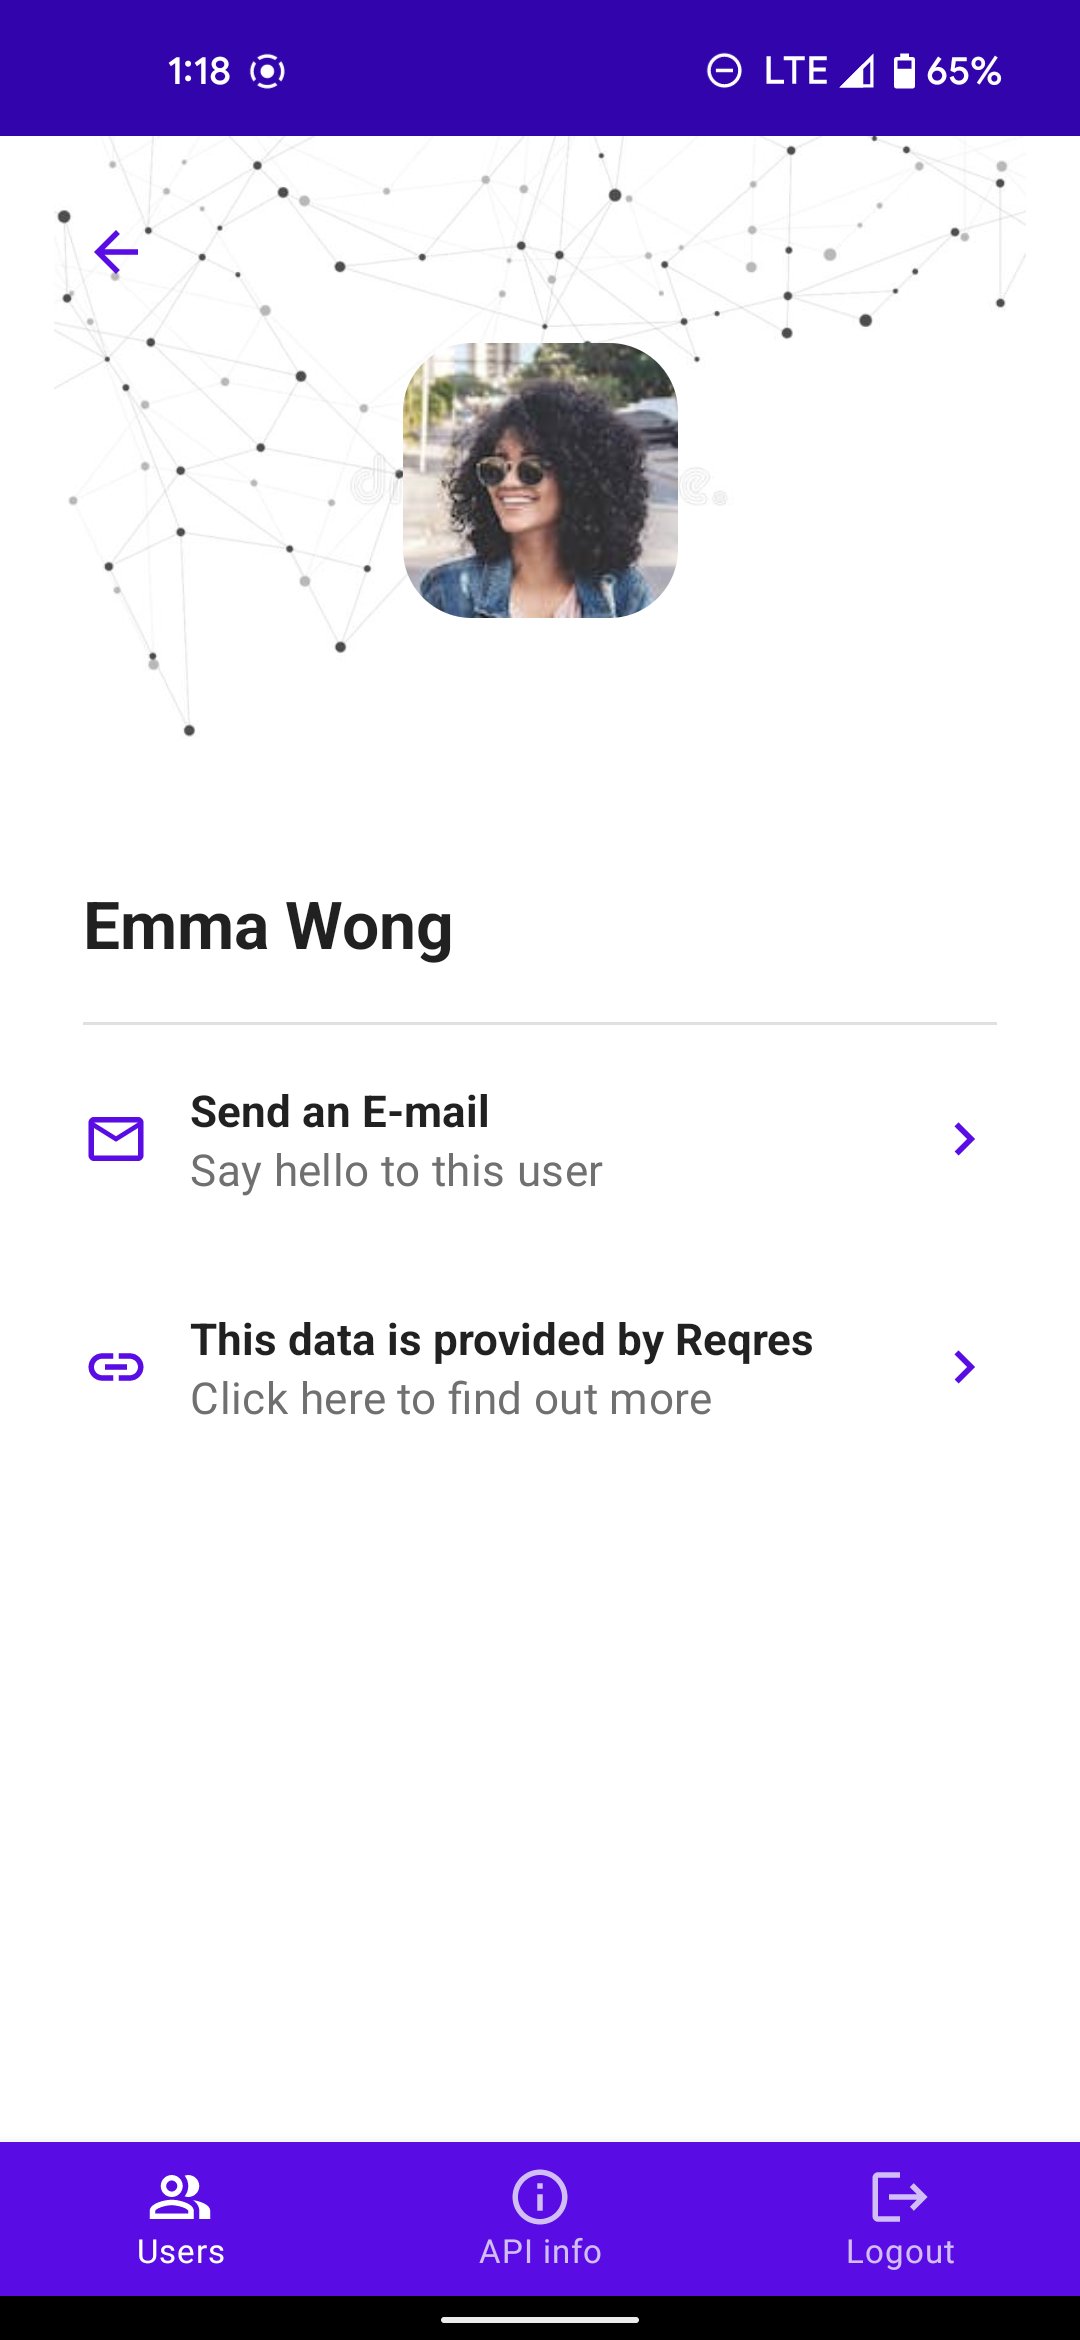 1:18 LTE 65%
Emma Wong
Send an E-mail
Say hello to this user
This data is provided by Reqres
Click here to find out more
Users API info Logout